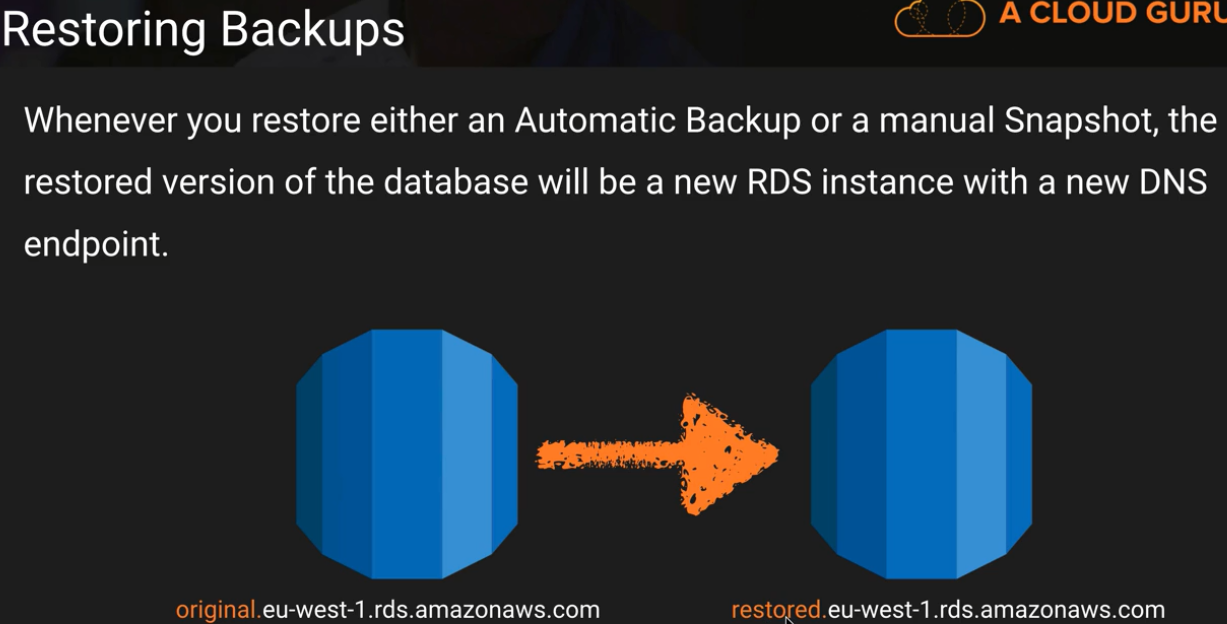 Restoring Backups
A CLOUD GURU
Whenever you restore either an Automatic Backup or a manual Snapshot, the
restored version of the database will be a new RDS instance with a new DNS
endpoint.
original.eu-west-1.rds.amazonaws.com
restored.eu-west-1.rds.amazonaws.com